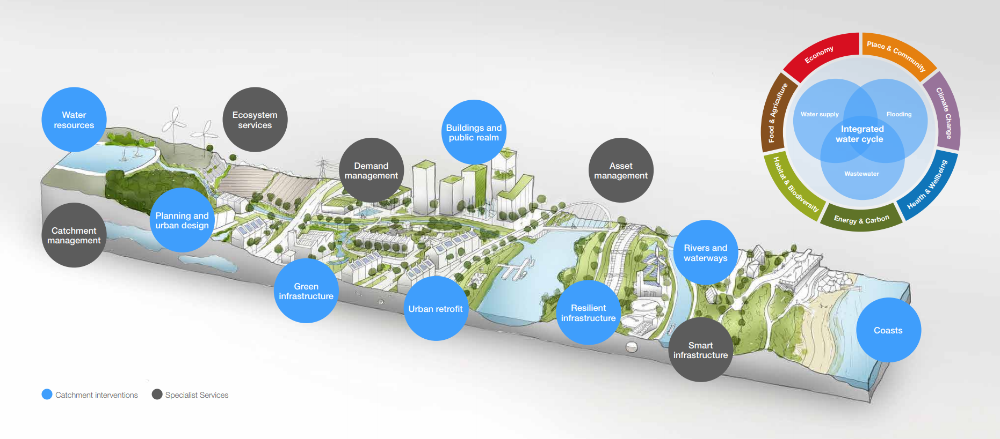 Water
resources
Ecosystem
services
Demand
management
Buildings and
public realm
Asset
management
Catchment
management
Planning and
urban design
Green
infrastructure
Urban retrofit
Resilient
infrastructure
Rivers and
waterways
Smart
infrastructure
Coasts
Economy
Place & Community
Climate Change
Health & Wellbeing
Energy & Carbon
Habitat & Biodiversity
Food & Agriculture
Water supply
Flooding
Integrated
water cycle
Wastewater
Catchment interventions
Specialist Services